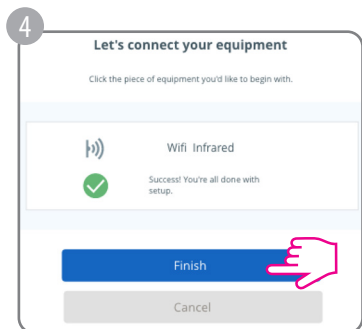 4
Let's connect your equipment
Click the piece of equipment you'd like to begin with.
Wifi Infrared
Success! You're all done with
setup.
Finish
Cancel